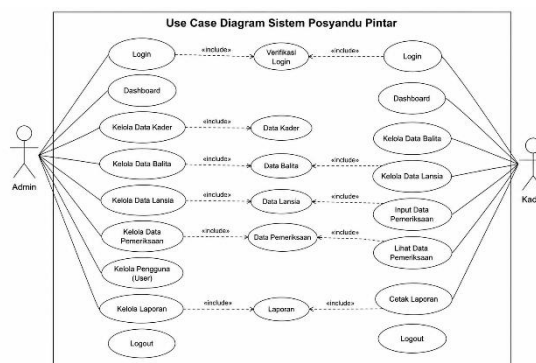 Use Case Diagram Sistem Posyandu Pintar
Login
«include»
Verifikasi
Login
«include»
Login
Dashboard
Dashboard
Kelola Data Kader
«include»
Data Kader
Kelola Data Balita
Kelola Data Balita
«include»
Data Balita
«include»
Kelola Data Lansia
Kelola Data Lansia
«include»
Data Lansia
«include»
Input Data
Pemeriksaan
Kelola Data
Pemeriksaan
«include»
Data Pemeriksaan
«include»
Lihat Data
Pemeriksaan
Kelola Pengguna
(User)
Kelola Laporan
«include»
Laporan
«include»
Cetak Laporan
Logout
Logout
Admin
Kad